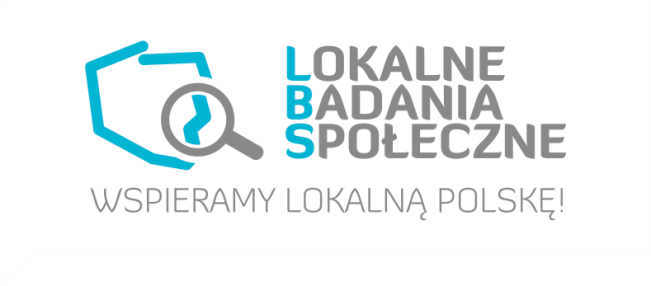 LOKALNE
BADANIA
SPOŁECZNE
WSPIERAMY LOKALNĄ POLSKĘ!